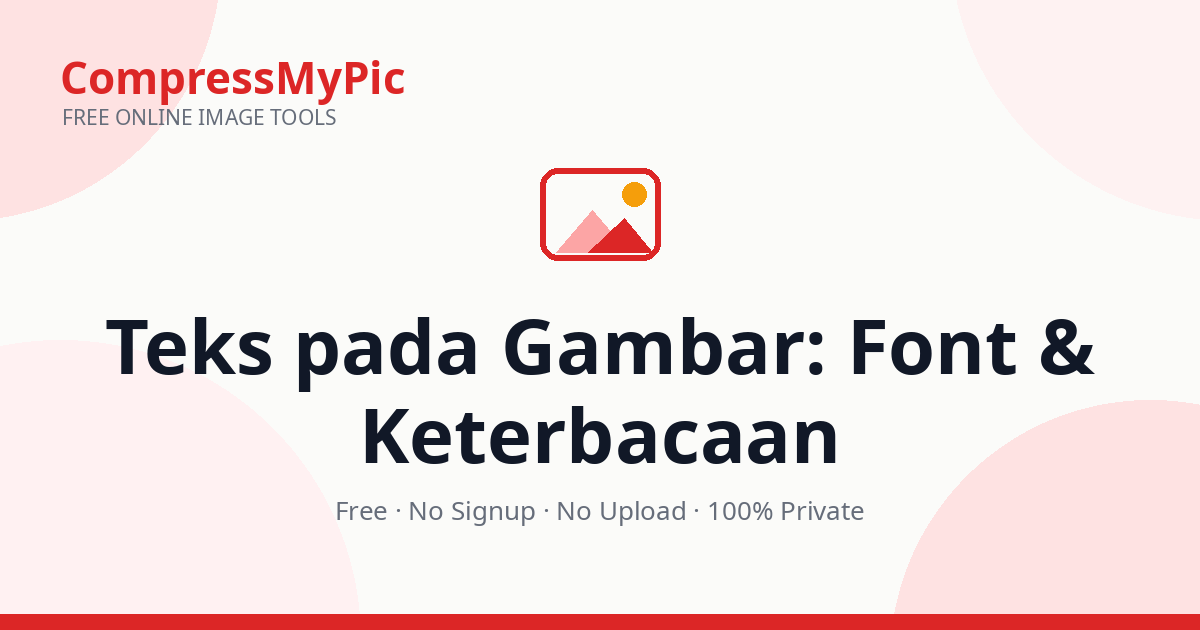 CompressMyPic
FREE ONLINE IMAGE TOOLS
Teks pada Gambar: Font &
Keterbacaan
Free · No Signup · No Upload · 100% Private